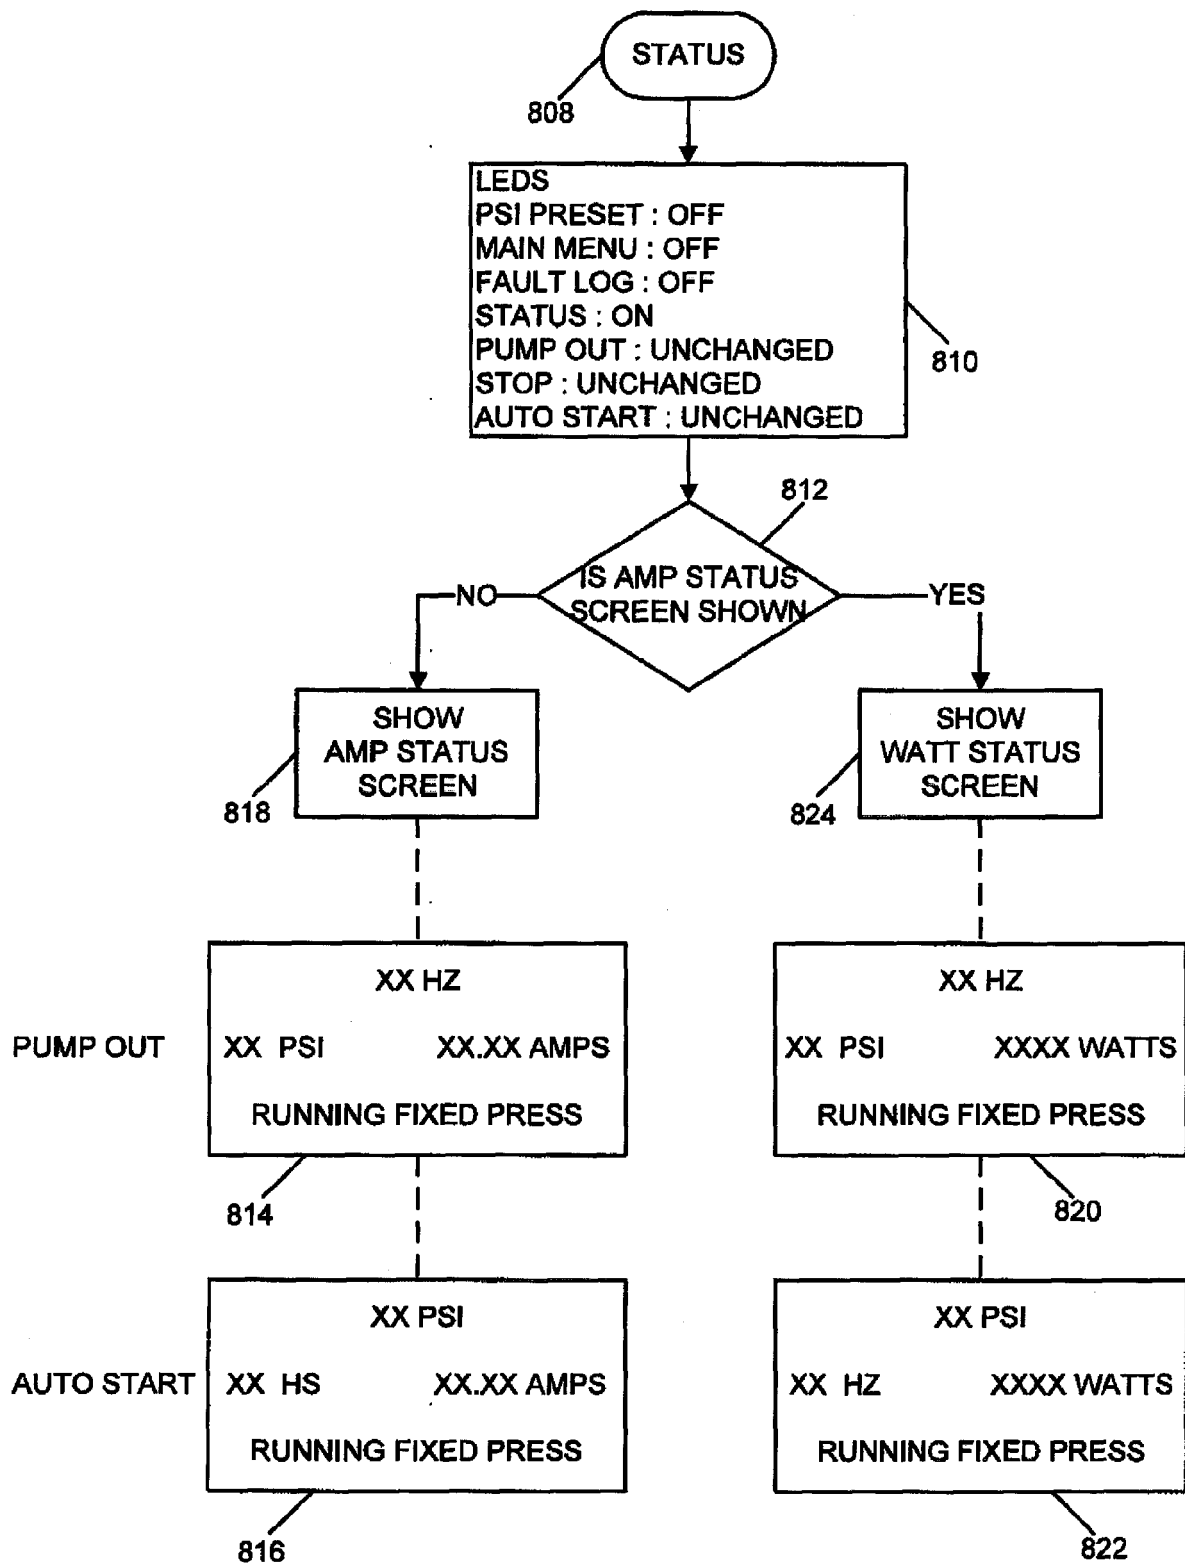 STATUS
808
LEDS
PSI PRESET : OFF
MAIN MENU : OFF
FAULT LOG : OFF
STATUS : ON
PUMP OUT : UNCHANGED
STOP : UNCHANGED
AUTO START : UNCHANGED
810
812
IS AMP STATUS
SCREEN SHOWN
NO
YES
SHOW
AMP STATUS
SCREEN
818
SHOW
WATT STATUS
SCREEN
824
PUMP OUT
XX HZ
XX PSI XX.XX AMPS
RUNNING FIXED PRESS
814
XX HZ
XX PSI XXXX WATTS
RUNNING FIXED PRESS
820
AUTO START
XX PSI
XX HS XX.XX AMPS
RUNNING FIXED PRESS
816
XX PSI
XX HZ XXXX WATTS
RUNNING FIXED PRESS
822